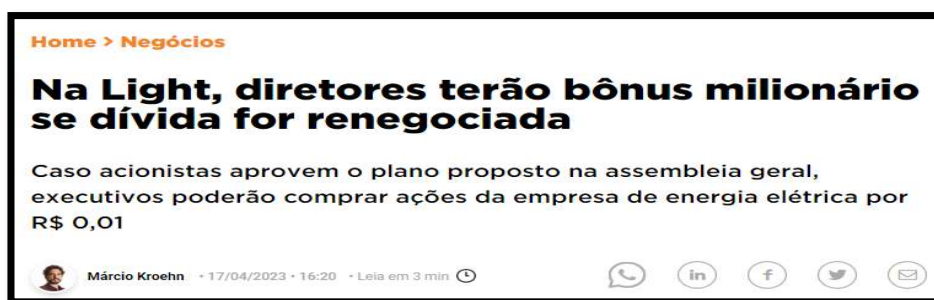 Home > Negócios
Na Light, diretores terão bônus milionário
se dívida for renegociada
Caso acionistas aprovem o plano proposto na assembleia geral,
executivos poderão comprar ações da empresa de energia elétrica por
R$ 0,01
Márcio Kroehn • 17/04/2023 • 16:20 • Leia em 3 min